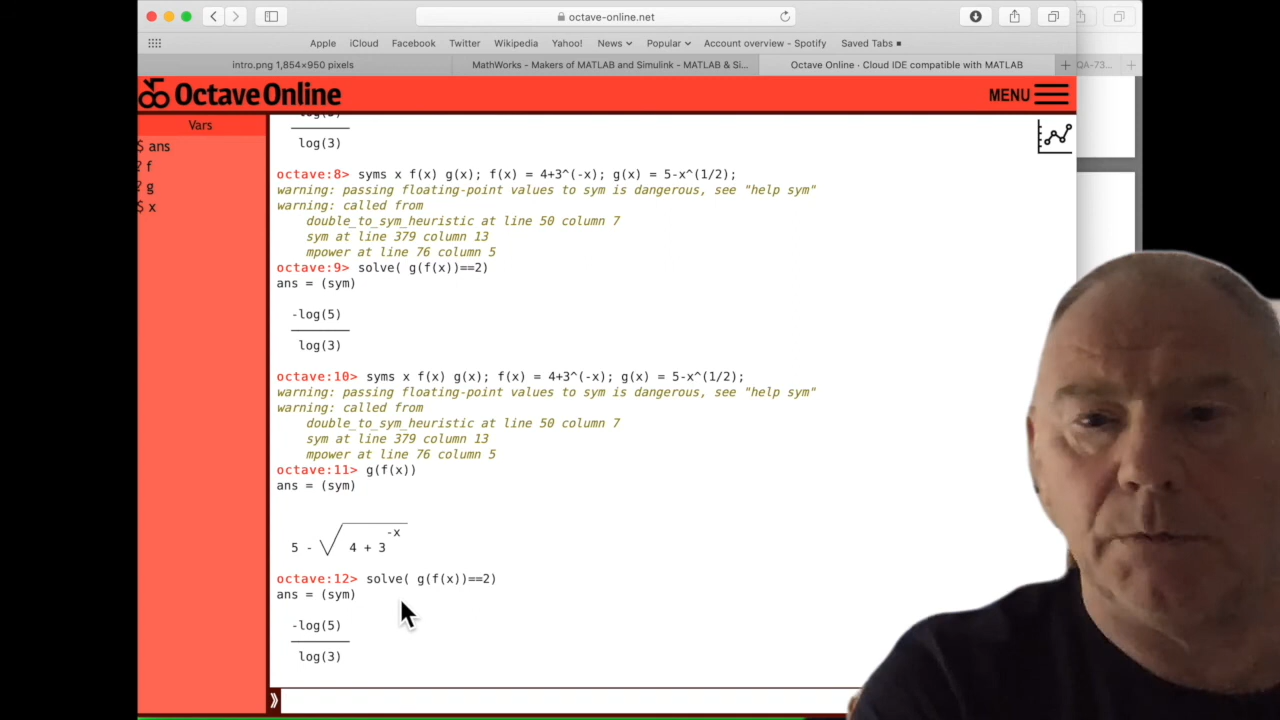 octave-online.net
Apple iCloud Facebook Twitter Wikipedia Yahoo! News Popular Account overview - Spotify Saved Tabs
intro.png 1,854×950 pixels MathWorks - Makers of MATLAB and Simulink - MATLAB & Si... Octave Online · Cloud IDE compatible with MATLAB + QA-73... +
Octave Online MENU
Vars
$ ans
? f
? g
$ x
log(3)
octave:8> syms x f(x) g(x); f(x) = 4+3^(-x); g(x) = 5-x^(1/2);
warning: passing floating-point values to sym is dangerous, see "help sym"
warning: called from
double_to_sym_heuristic at line 50 column 7
sym at line 379 column 13
mpower at line 76 column 5
octave:9> solve( g(f(x))==2)
ans = (sym)
-log(5)
log(3)
octave:10> syms x f(x) g(x); f(x) = 4+3^(-x); g(x) = 5-x^(1/2);
warning: passing floating-point values to sym is dangerous, see "help sym"
warning: called from
double_to_sym_heuristic at line 50 column 7
sym at line 379 column 13
mpower at line 76 column 5
octave:11> g(f(x))
ans = (sym)
-x
5 - √ 4 + 3
octave:12> solve( g(f(x))==2)
ans = (sym)
-log(5)
log(3)